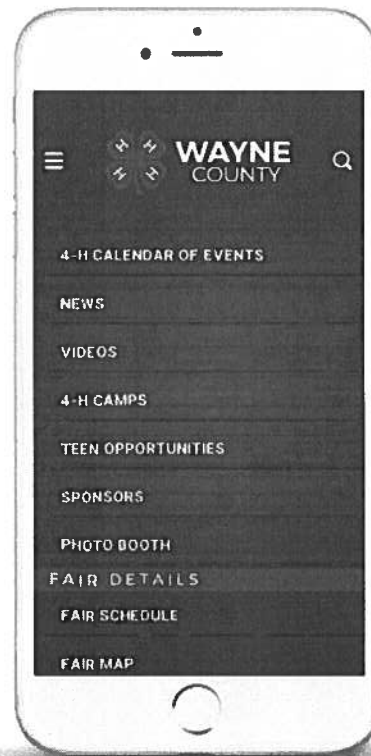 H H WAYNE
H H COUNTY
4-H CALENDAR OF EVENTS
NEWS
VIDEOS
4-H CAMPS
TEEN OPPORTUNITIES
SPONSORS
PHOTO BOOTH
FAIR DETAILS
FAIR SCHEDULE
FAIR MAP